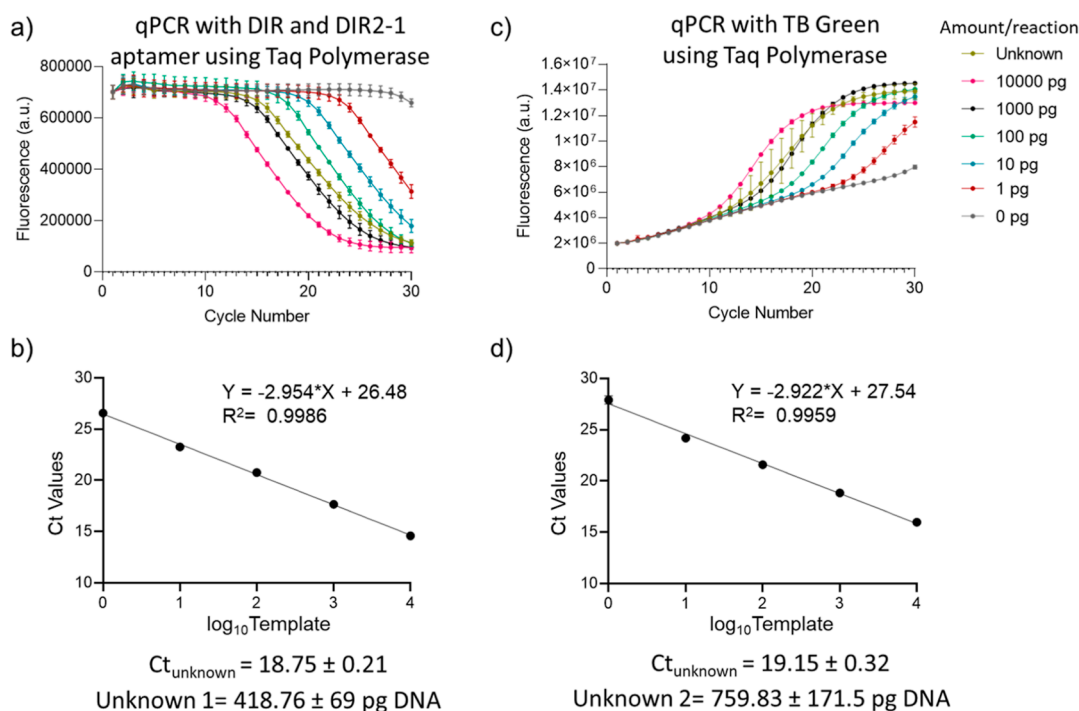 a)
qPCR with DIR and DIR2-1
aptamer using Taq Polymerase
Fluorescence (a.u.)
800000
600000
400000
200000
0
0 10 20 30
Cycle Number
c)
qPCR with TB Green
using Taq Polymerase
Fluorescence (a.u.)
1.6×10⁷
1.4×10⁷
1.2×10⁷
1×10⁷
8×10⁶
6×10⁶
4×10⁶
2×10⁶
0
0 10 20 30
Cycle Number
Amount/reaction
Unknown
10000 pg
1000 pg
100 pg
10 pg
1 pg
0 pg
b)
Y = -2.954*X + 26.48
R²= 0.9986
Ct Values
30
25
20
15
10
0 1 2 3 4
log₁₀Template
Ctunknown = 18.75 ± 0.21
Unknown 1= 418.76 ± 69 pg DNA
d)
Y = -2.922*X + 27.54
R²= 0.9959
Ct Values
30
25
20
15
10
0 1 2 3 4
log₁₀Template
Ctunknown = 19.15 ± 0.32
Unknown 2= 759.83 ± 171.5 pg DNA